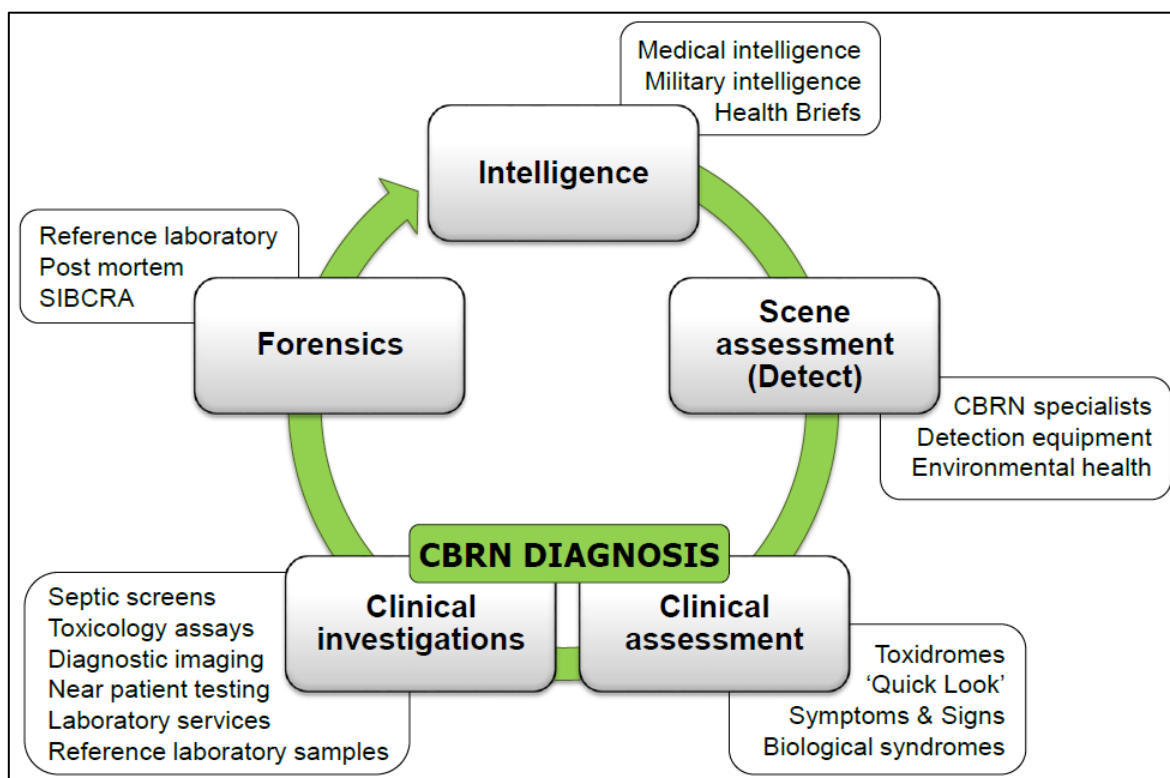 Medical intelligence
Military intelligence
Health Briefs
Intelligence
Scene
assessment
(Detect)
CBRN specialists
Detection equipment
Environmental health
CBRN DIAGNOSIS
Clinical
assessment
Toxidromes
‘Quick Look’
Symptoms & Signs
Biological syndromes
Clinical
investigations
Septic screens
Toxicology assays
Diagnostic imaging
Near patient testing
Laboratory services
Reference laboratory samples
Forensics
Reference laboratory
Post mortem
SIBCRA